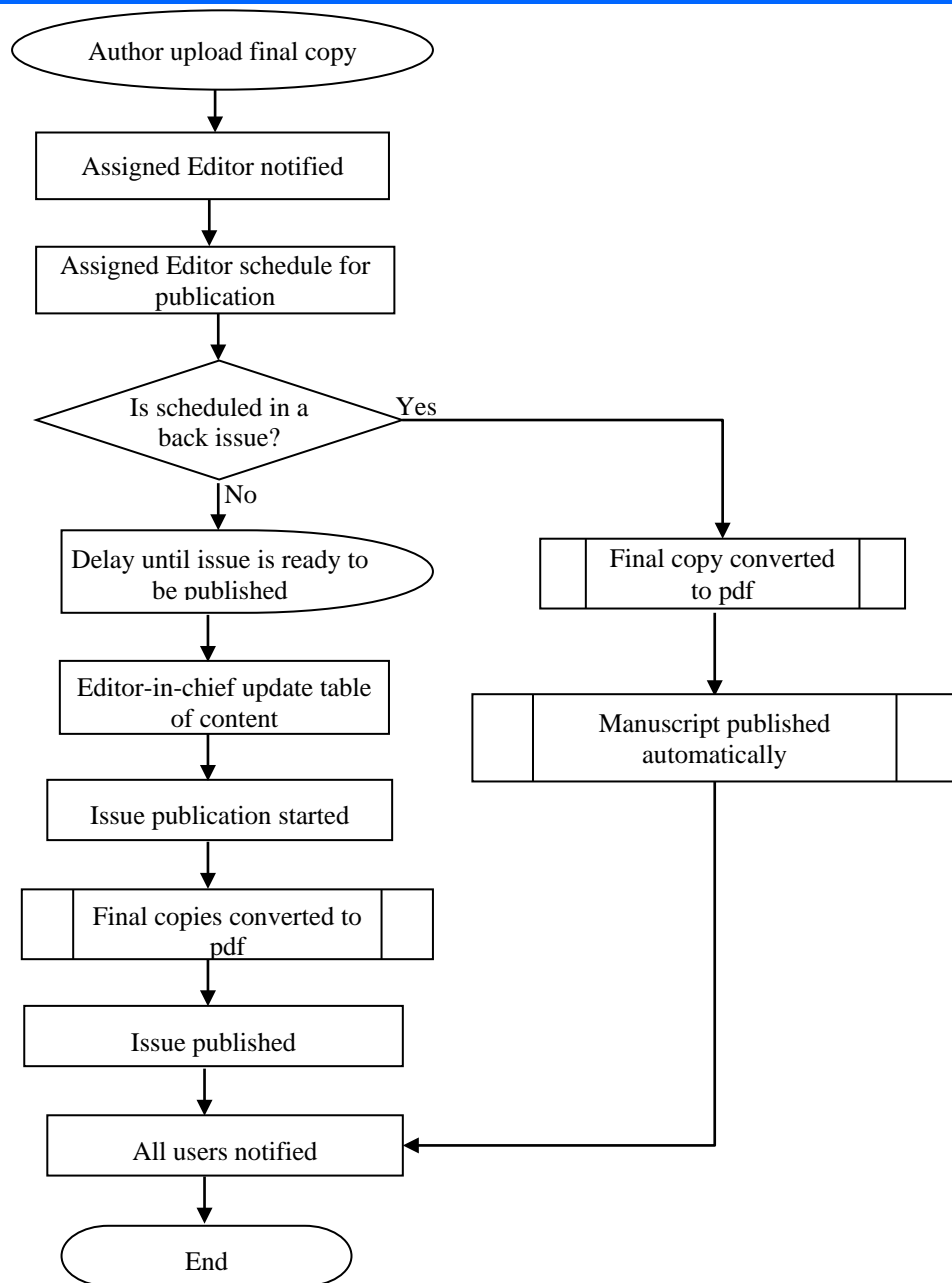 Author upload final copy
Assigned Editor notified
Assigned Editor schedule for
publication
Is scheduled in a
back issue?
Yes
No
Delay until issue is ready to
be published
Editor-in-chief update table
of content
Issue publication started
Final copies converted to
pdf
Issue published
Final copy converted
to pdf
Manuscript published
automatically
All users notified
End